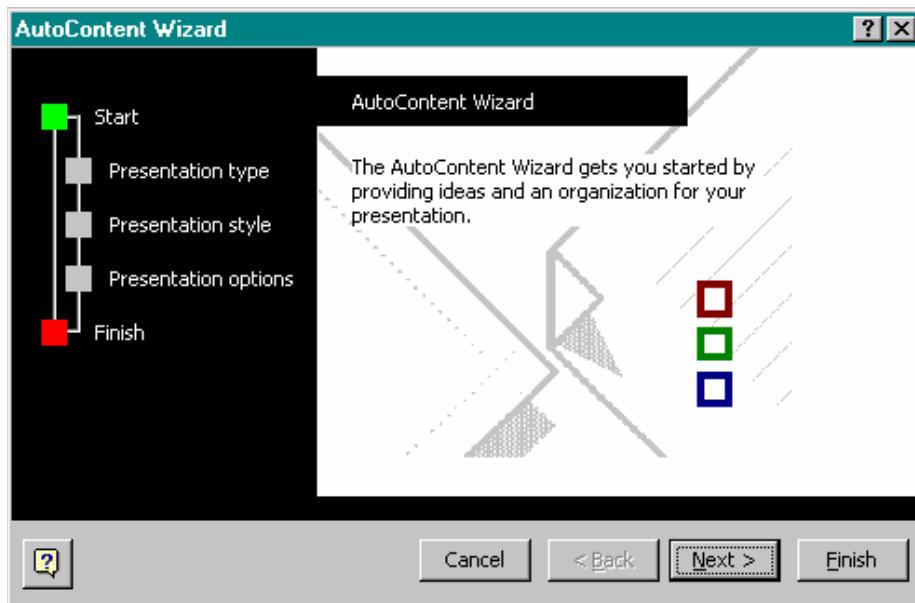 AutoContent Wizard
Start
Presentation type
Presentation style
Presentation options
Finish
AutoContent Wizard
The AutoContent Wizard gets you started by
providing ideas and an organization for your
presentation.
Cancel
< Back
Next >
Finish